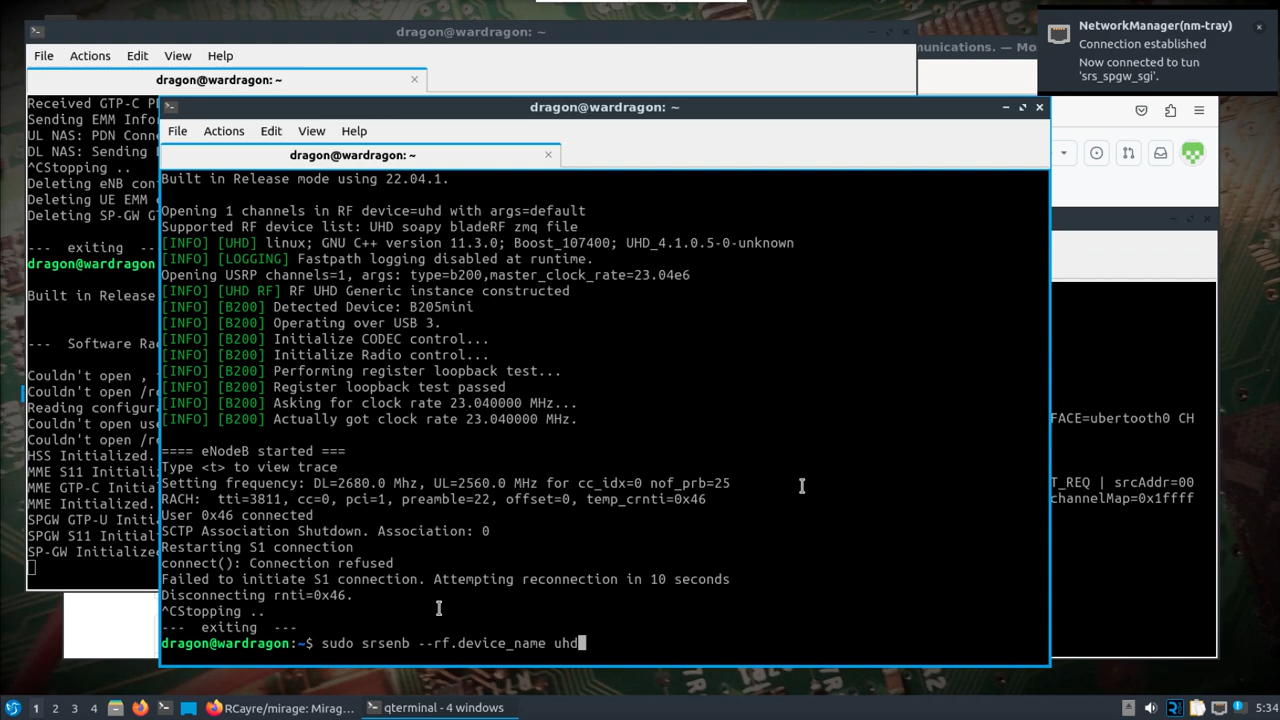 dragon@wardragon: ~
File Actions Edit View Help
dragon@wardragon: ~
Received GTP-C P
Sending EMM Infor
UL NAS: PDN Conne
DL NAS: Sending
^CStopping ..
Deleting eNB con
Deleting UE EMM c
Deleting SP-GW GT
--- exiting --
dragon@wardragon
Built in Release
--- Software Ra
Couldn't open , 
Couldn't open /r
Reading configura
Couldn't open use
Couldn't open /ro
HSS Initialized.
MME S11 Initiali
MME GTP-C Initia
MME Initialized.
SPGW GTP-U Initi
SPGW S11 Initial
SP-GW Initialize
munications. — Mo
NetworkManager(nm-tray)
Connection established
Now connected to tun
'srs_spgw_sgi'.
dragon@wardragon: ~
File Actions Edit View Help
dragon@wardragon: ~
Built in Release mode using 22.04.1.
Opening 1 channels in RF device=uhd with args=default
Supported RF device list: UHD soapy bladeRF zmq file
[INFO] [UHD] linux; GNU C++ version 11.3.0; Boost_107400; UHD_4.1.0.5-0-unknown
[INFO] [LOGGING] Fastpath logging disabled at runtime.
Opening USRP channels=1, args: type=b200,master_clock_rate=23.04e6
[INFO] [UHD RF] RF UHD Generic instance constructed
[INFO] [B200] Detected Device: B205mini
[INFO] [B200] Operating over USB 3.
[INFO] [B200] Initialize CODEC control...
[INFO] [B200] Initialize Radio control...
[INFO] [B200] Performing register loopback test...
[INFO] [B200] Register loopback test passed
[INFO] [B200] Asking for clock rate 23.040000 MHz...
[INFO] [B200] Actually got clock rate 23.040000 MHz.
==== eNodeB started ===
Type <t> to view trace
Setting frequency: DL=2680.0 Mhz, UL=2560.0 MHz for cc_idx=0 nof_prb=25
RACH: tti=3811, cc=0, pci=1, preamble=22, offset=0, temp_crnti=0x46
User 0x46 connected
SCTP Association Shutdown. Association: 0
Restarting S1 connection
connect(): Connection refused
Failed to initiate S1 connection. Attempting reconnection in 10 seconds
Disconnecting rnti=0x46.
^CStopping ..
--- exiting ---
dragon@wardragon:~$ sudo srsenb --rf.device_name uhd
FACE=ubertooth0 CH
T_REQ | srcAddr=00
channelMap=0x1ffff
1 2 3 4 RCayre/mirage: Mirag... qterminal - 4 windows 5:34